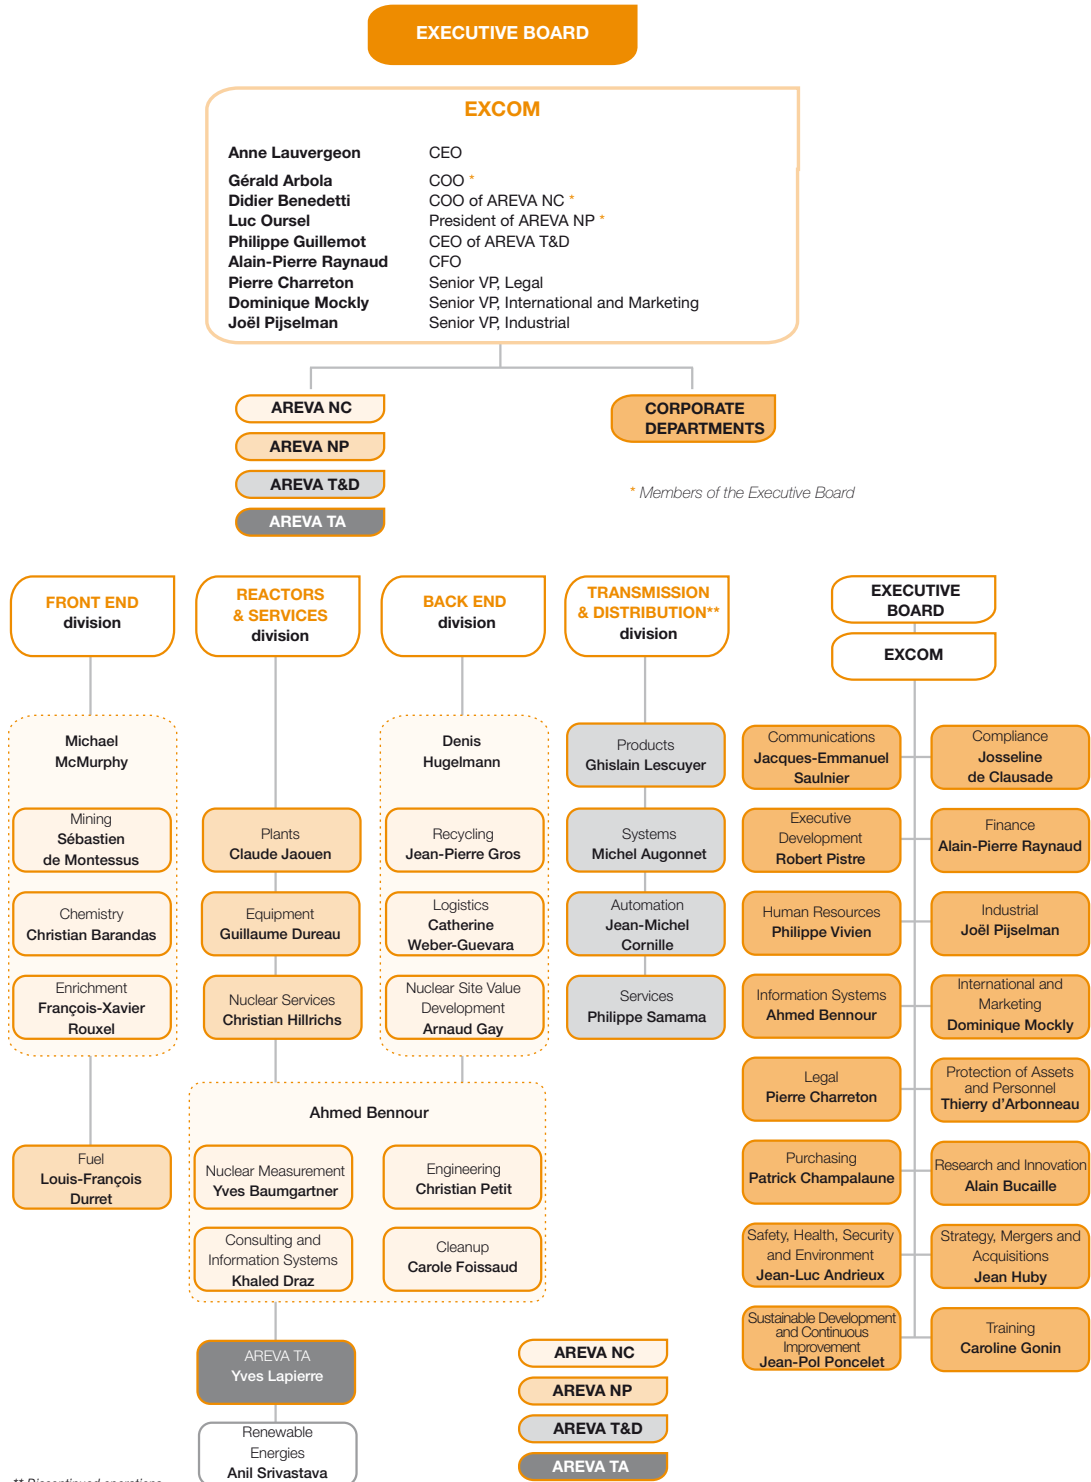 EXECUTIVE BOARD
EXCOM
Anne Lauvergeon CEO
Gérald Arbola COO *
Didier Benedetti COO of AREVA NC *
Luc Oursel President of AREVA NP *
Philippe Guillemot CEO of AREVA T&D
Alain-Pierre Raynaud CFO
Pierre Charreton Senior VP, Legal
Dominique Mockly Senior VP, International and Marketing
Joël Pijselman Senior VP, Industrial
AREVA NC
AREVA NP
AREVA T&D
AREVA TA
CORPORATE
DEPARTMENTS
* Members of the Executive Board
FRONT END
division
Michael
McMurphy
Mining
Sébastien
de Montessus
Chemistry
Christian Barandas
Enrichment
François-Xavier
Rouxel
Fuel
Louis-François
Durret
REACTORS
& SERVICES
division
Plants
Claude Jaouen
Equipment
Guillaume Dureau
Nuclear Services
Christian Hillrichs
BACK END
division
Denis
Hugelmann
Recycling
Jean-Pierre Gros
Logistics
Catherine
Weber-Guevara
Nuclear Site Value
Development
Arnaud Gay
Ahmed Bennour
Nuclear Measurement
Yves Baumgartner
Engineering
Christian Petit
Consulting and
Information Systems
Khaled Draz
Cleanup
Carole Foissaud
AREVA TA
Yves Lapierre
Renewable
Energies
Anil Srivastava
TRANSMISSION
& DISTRIBUTION**
division
Products
Ghislain Lescuyer
Systems
Michel Augonnet
Automation
Jean-Michel
Cornille
Services
Philippe Samama
EXECUTIVE
BOARD
EXCOM
Communications
Jacques-Emmanuel
Saulnier
Compliance
Josseline
de Clausade
Executive
Development
Robert Pistre
Finance
Alain-Pierre Raynaud
Human Resources
Philippe Vivien
Industrial
Joël Pijselman
Information Systems
Ahmed Bennour
International and
Marketing
Dominique Mockly
Legal
Pierre Charreton
Protection of Assets
and Personnel
Thierry d'Arbonneau
Purchasing
Patrick Champalaune
Research and Innovation
Alain Bucaille
Safety, Health, Security
and Environment
Jean-Luc Andrieux
Strategy, Mergers and
Acquisitions
Jean Huby
Sustainable Development
and Continuous
Improvement
Jean-Pol Poncelet
Training
Caroline Gonin
AREVA NC
AREVA NP
AREVA T&D
AREVA TA
** Discontinued operations